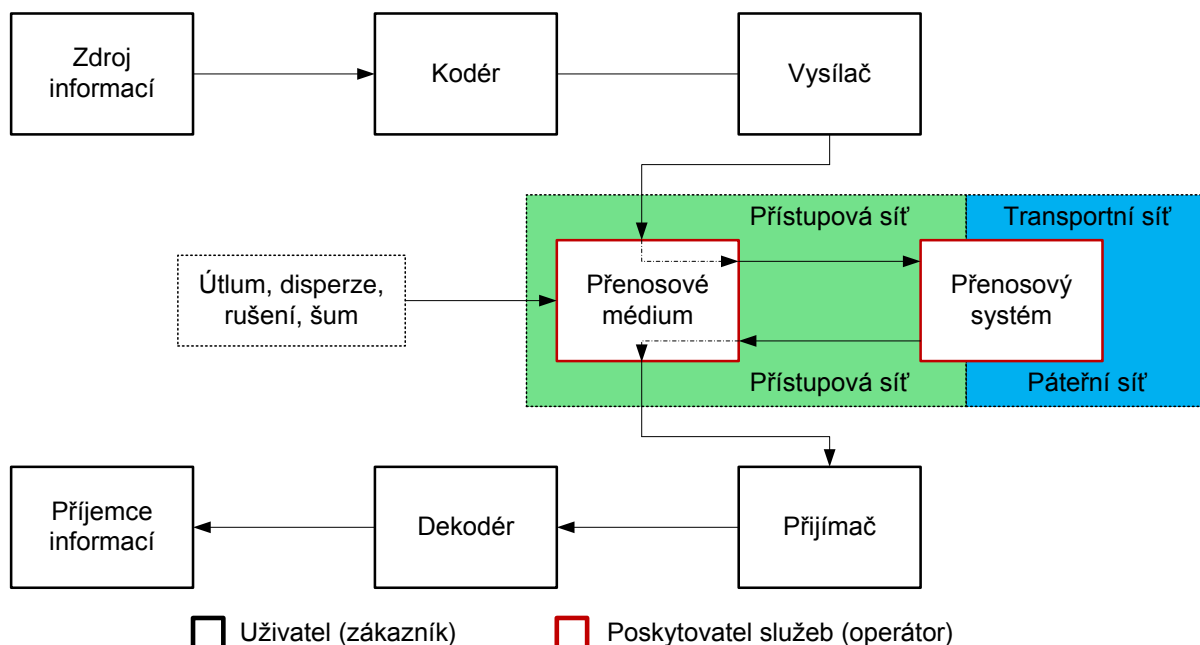 Zdroj
informací
Kodér
Vysílač
Přístupová síť
Transportní síť
Útlum, disperze,
rušení, šum
Přenosové
médium
Přenosový
systém
Přístupová síť
Páteřní síť
Příjemce
informací
Dekodér
Přijímač
Uživatel (zákazník)
Poskytovatel služeb (operátor)